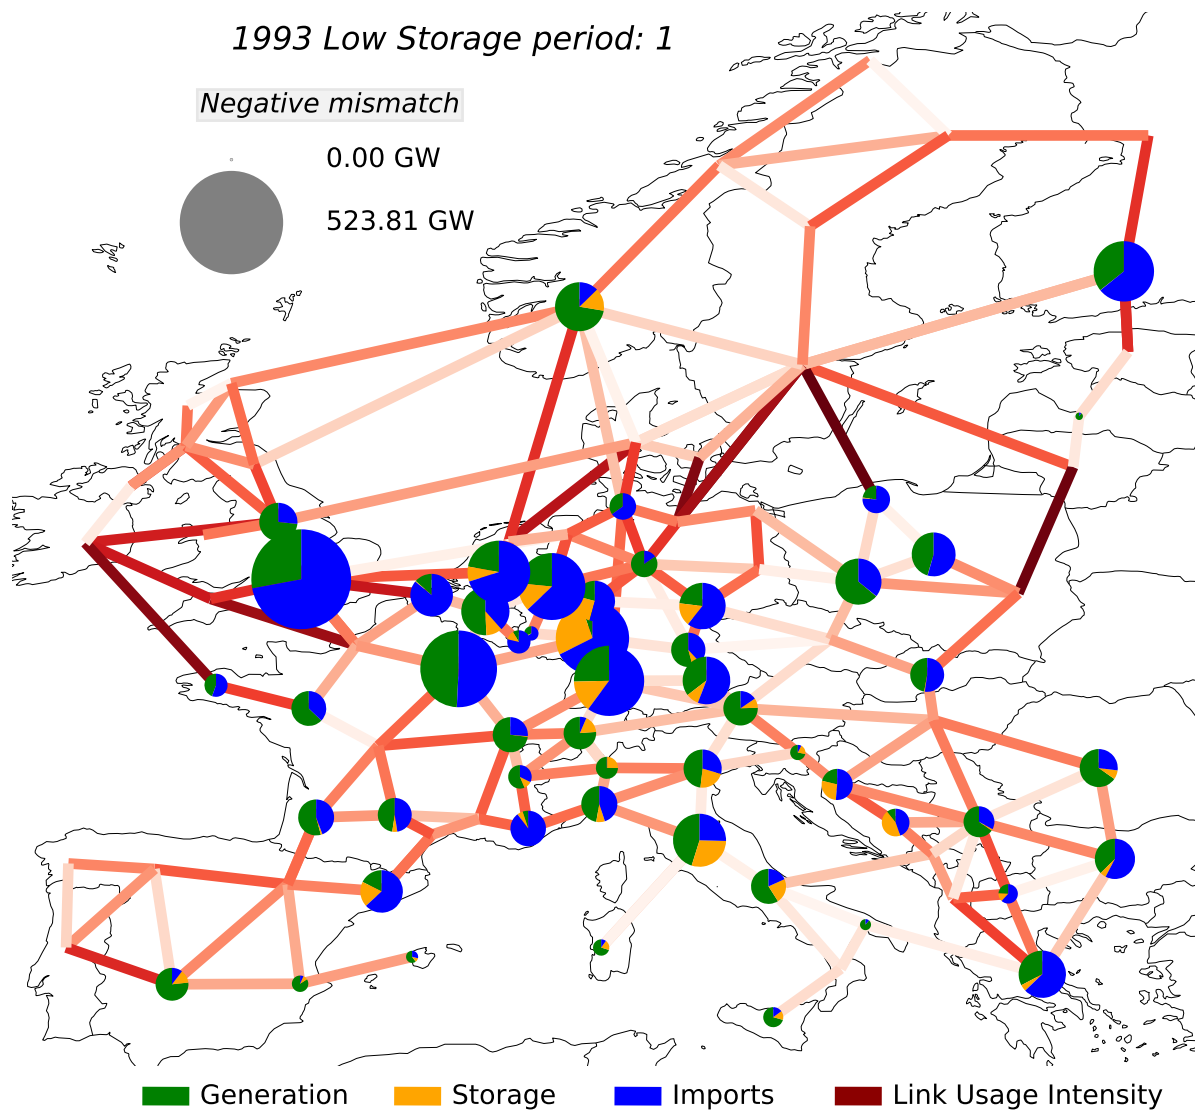 1993 Low Storage period: 1
Negative mismatch
0.00 GW
523.81 GW
Generation Storage Imports Link Usage Intensity